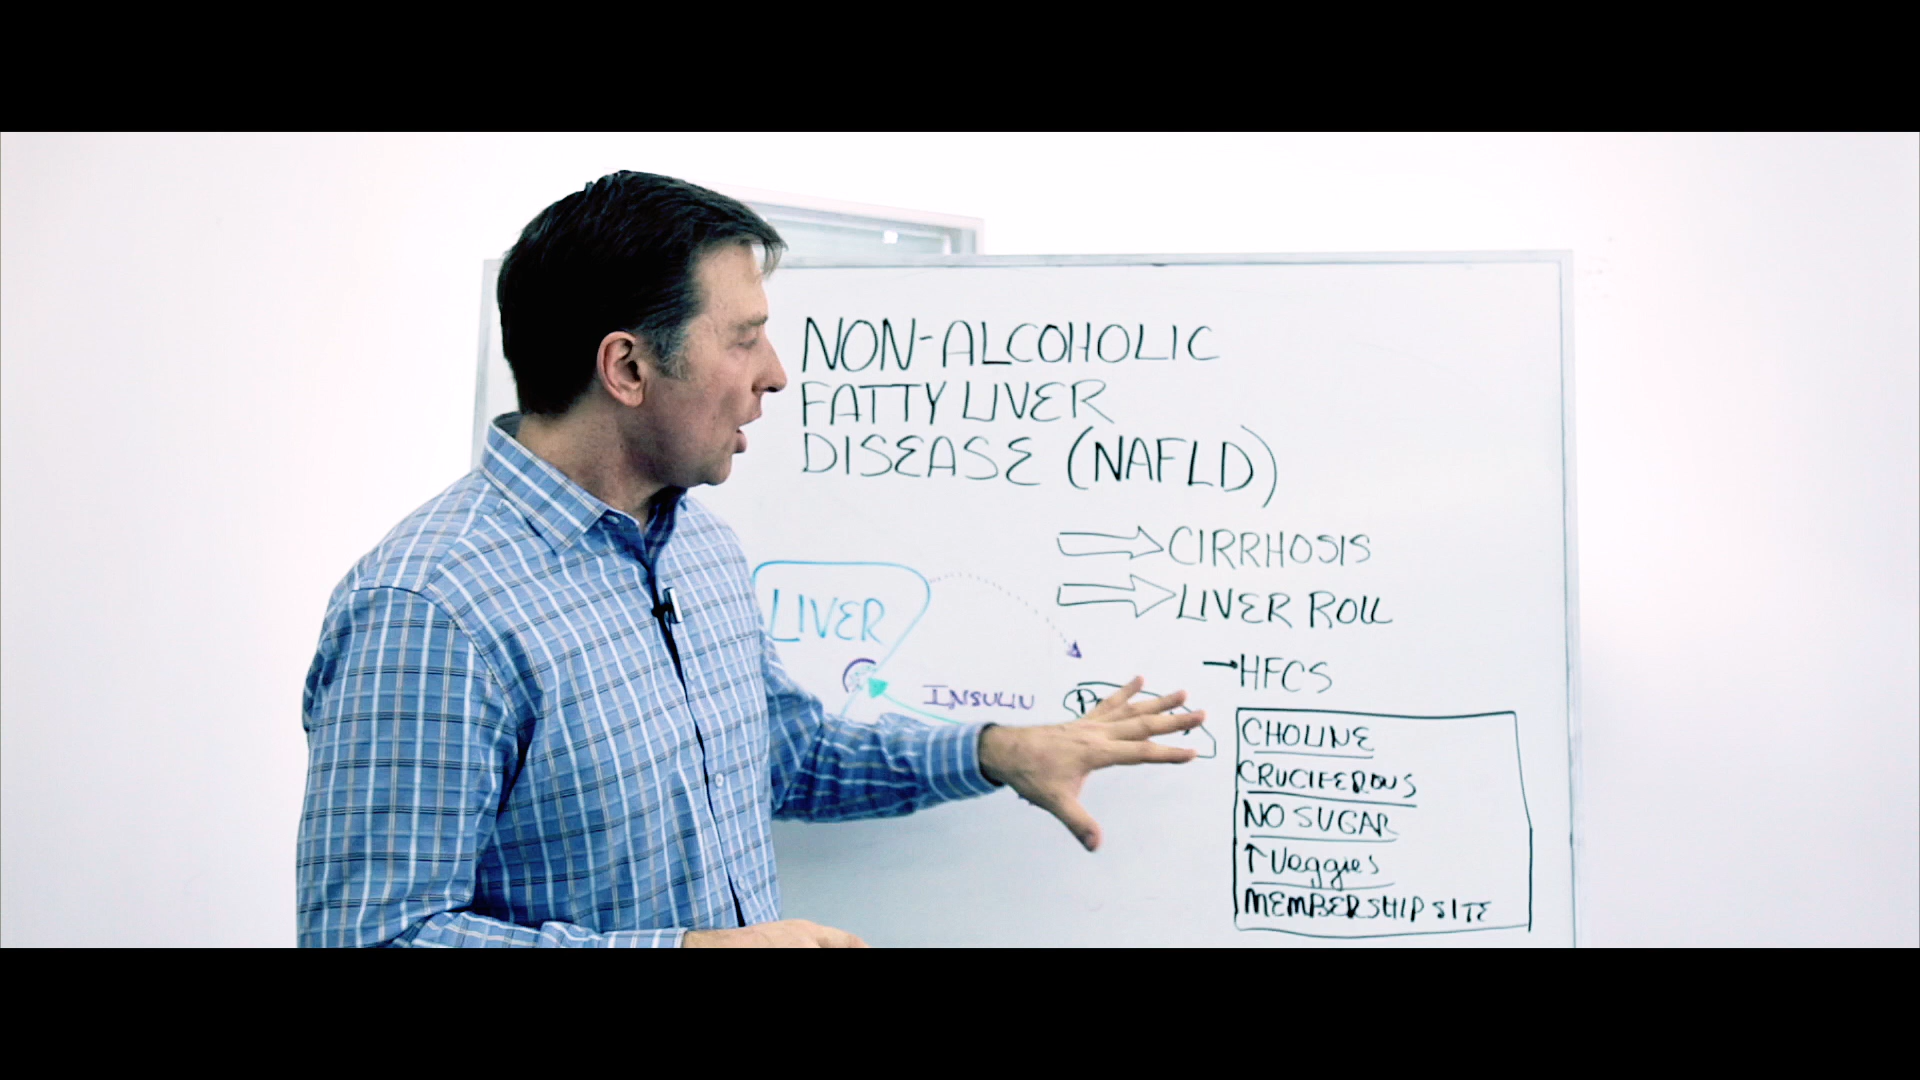 NON-ALCOHOLIC
FATTY LIVER
DISEASE (NAFLD)
CIRRHOSIS
LIVER ROLL
LIVER
HFCS
INSULIN
CHOLINE
CRUCIFEROUS
NO SUGAR
↑ Veggies
MEMBERSHIP SITE